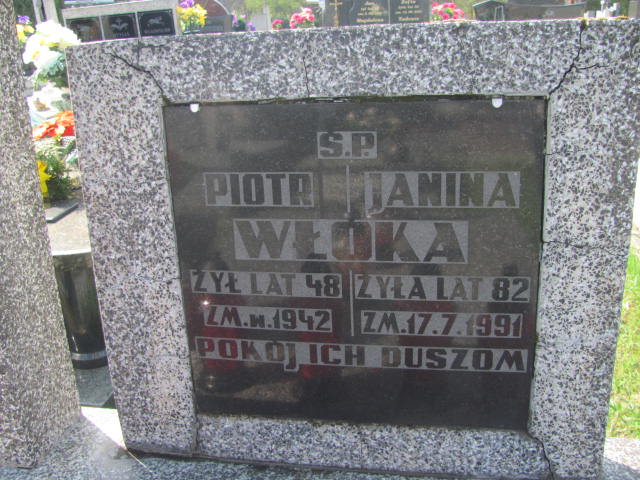 Ś.P.
PIOTR JANINA
WŁOKA
ŻYŁ LAT 48 ŻYŁA LAT 82
ZM.w.1942 ZM.17.7.1991
POKÓJ ICH DUSZOM